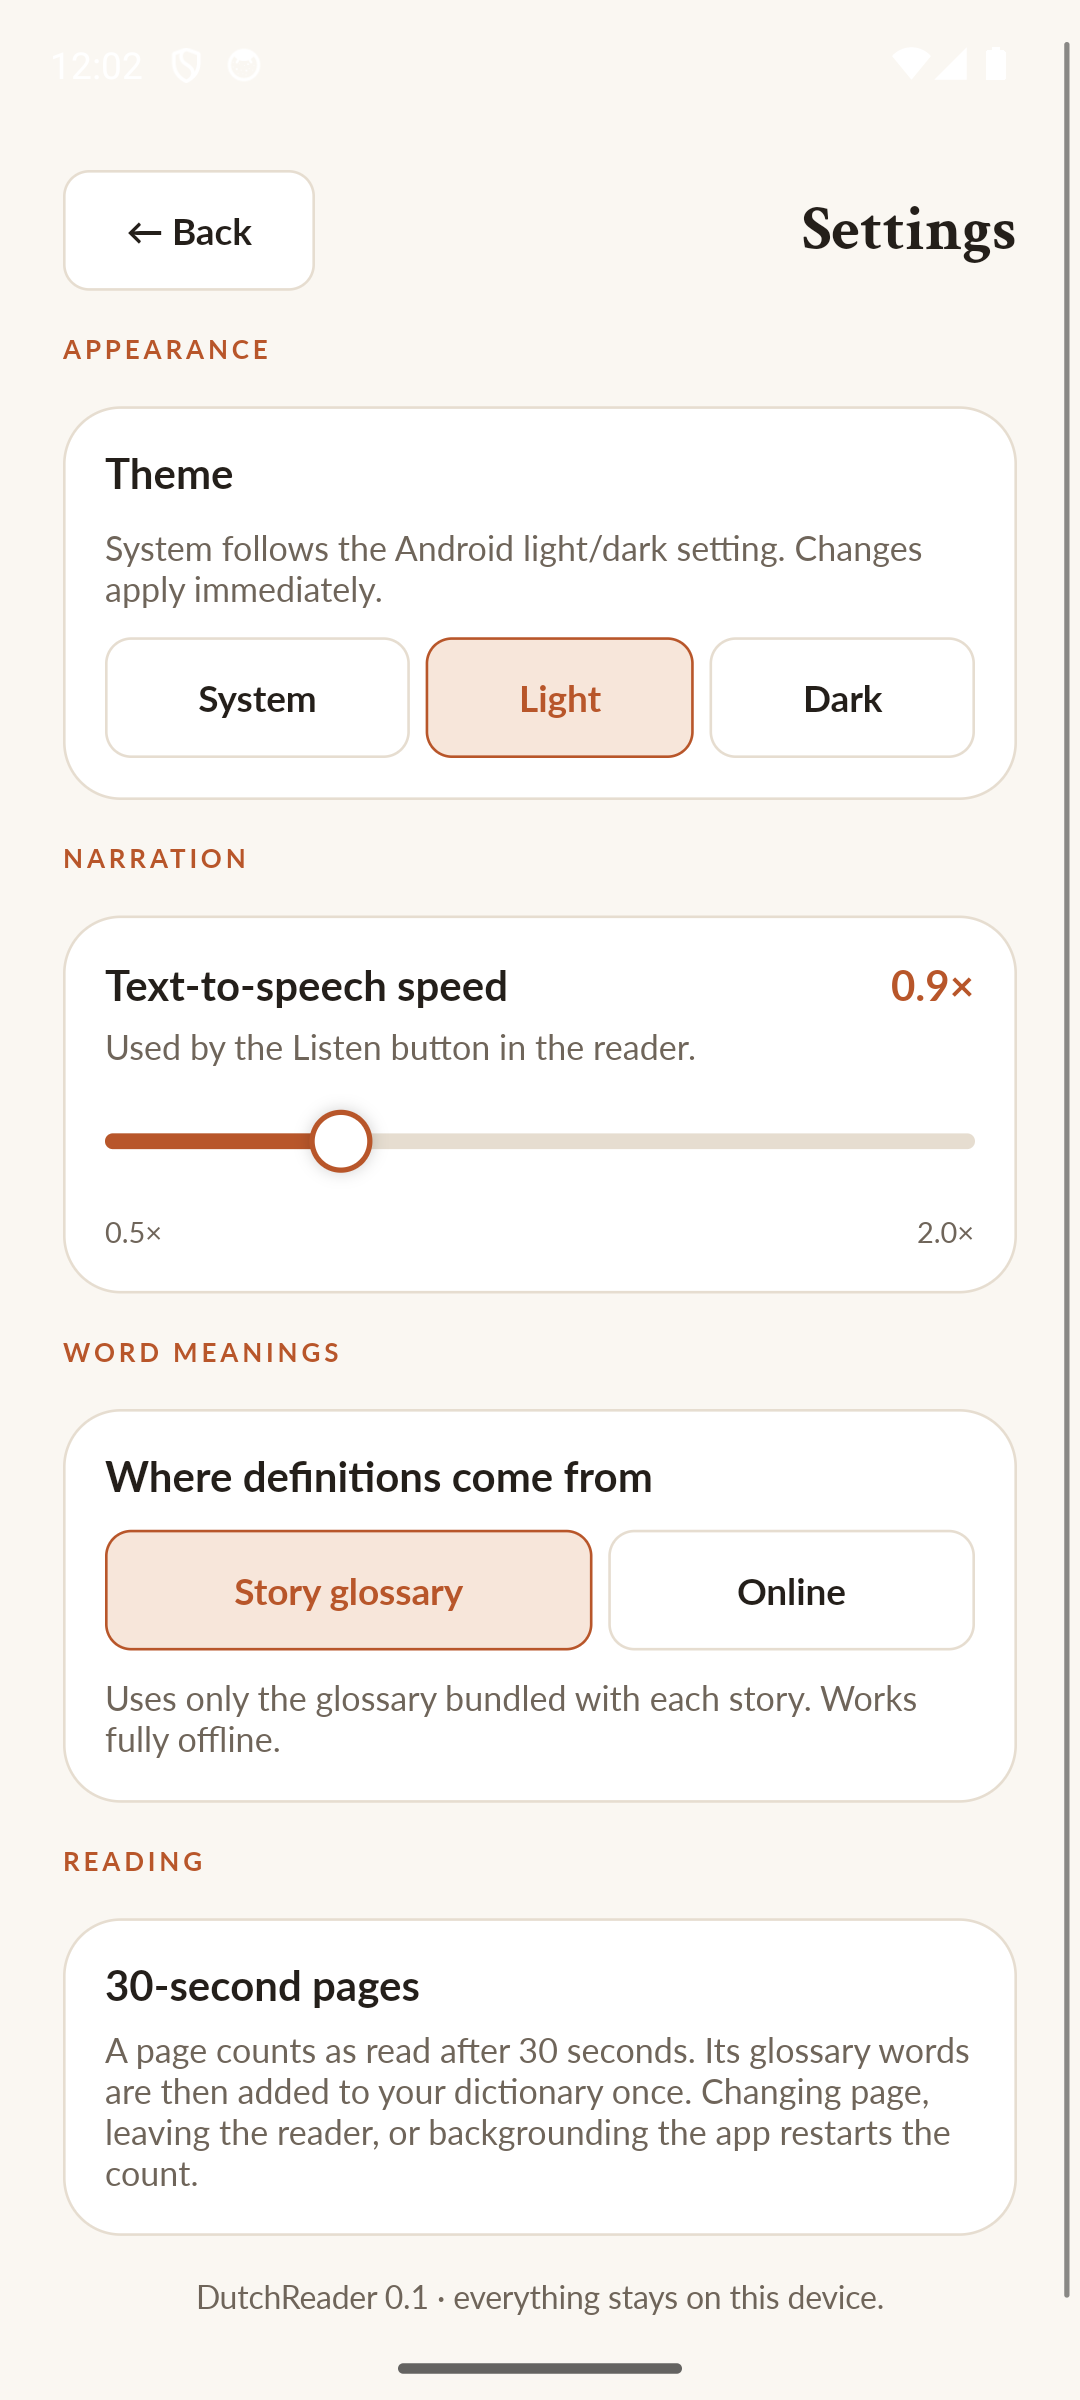 12:02
← Back
Settings
APPEARANCE
Theme
System follows the Android light/dark setting. Changes
apply immediately.
System
Light
Dark
NARRATION
Text-to-speech speed
0.9×
Used by the Listen button in the reader.
0.5×
2.0×
WORD MEANINGS
Where definitions come from
Story glossary
Online
Uses only the glossary bundled with each story. Works
fully offline.
READING
30-second pages
A page counts as read after 30 seconds. Its glossary words
are then added to your dictionary once. Changing page,
leaving the reader, or backgrounding the app restarts the
count.
DutchReader 0.1 · everything stays on this device.